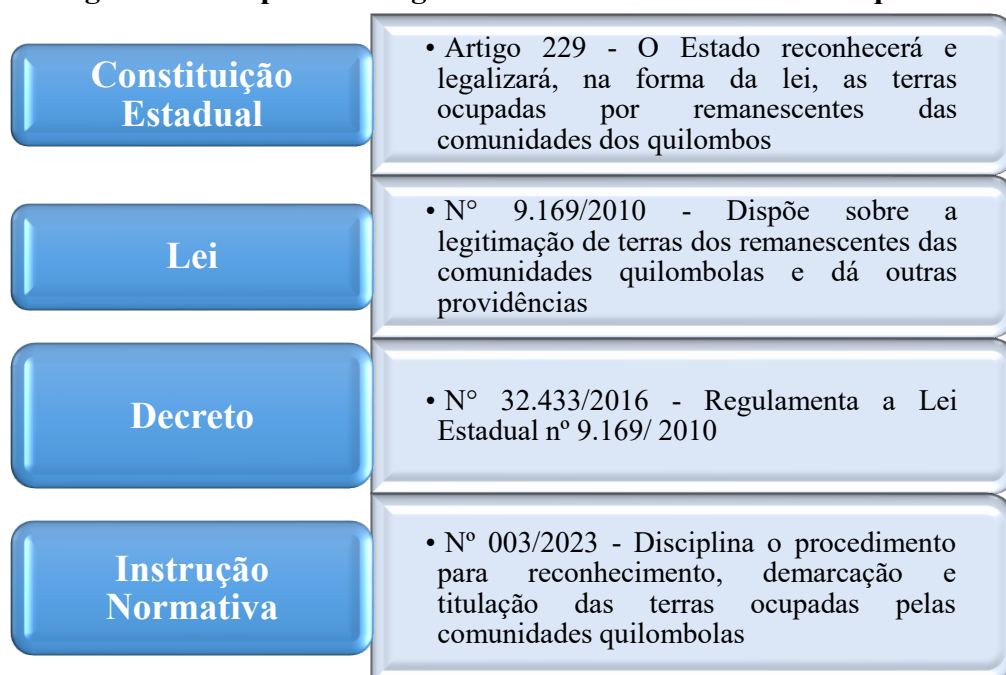 Constituição
Estadual
• Artigo 229 - O Estado reconhecerá e
legalizará, na forma da lei, as terras
ocupadas por remanescentes das
comunidades dos quilombos
Lei
• N° 9.169/2010 - Dispõe sobre a
legitimação de terras dos remanescentes das
comunidades quilombolas e dá outras
providências
Decreto
• N° 32.433/2016 - Regulamenta a Lei
Estadual nº 9.169/ 2010
Instrução
Normativa
• Nº 003/2023 - Disciplina o procedimento
para reconhecimento, demarcação e
titulação das terras ocupadas pelas
comunidades quilombolas